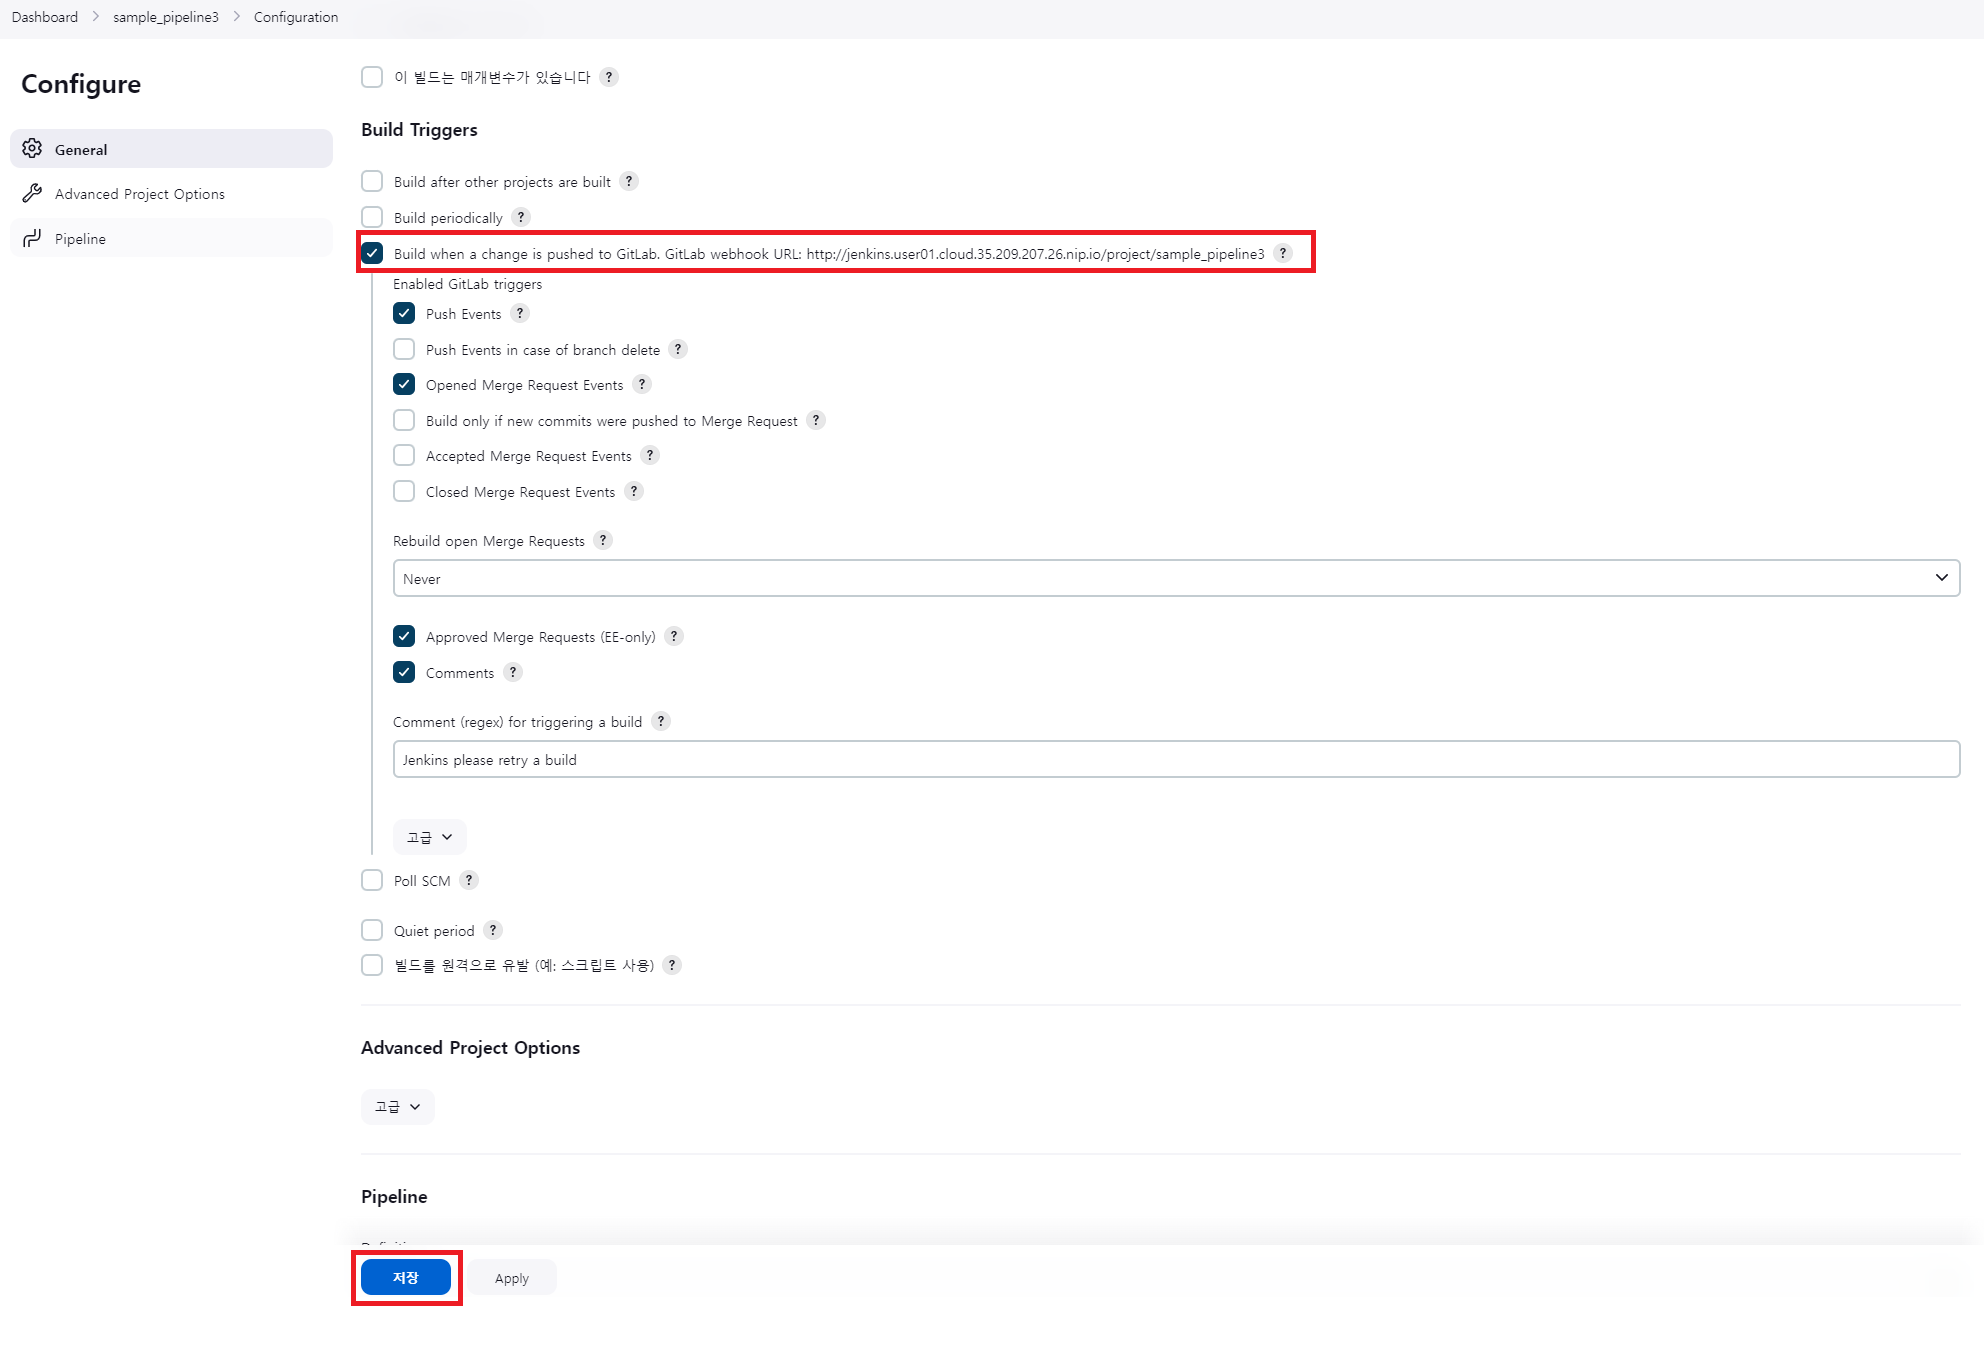 Dashboard > sample_pipeline3 > Configuration
Configure
General
Advanced Project Options
Pipeline
이 빌드는 매개변수가 있습니다 ?
Build Triggers
Build after other projects are built ?
Build periodically ?
Build when a change is pushed to GitLab. GitLab webhook URL: http://jenkins.user01.cloud.35.209.207.26.nip.io/project/sample_pipeline3 ?
Enabled GitLab triggers
Push Events ?
Push Events in case of branch delete ?
Opened Merge Request Events ?
Build only if new commits were pushed to Merge Request ?
Accepted Merge Request Events ?
Closed Merge Request Events ?
Rebuild open Merge Requests ?
Never
Approved Merge Requests (EE-only) ?
Comments ?
Comment (regex) for triggering a build ?
Jenkins please retry a build
고급
Poll SCM ?
Quiet period ?
빌드를 원격으로 유발 (예: 스크립트 사용) ?
Advanced Project Options
고급
Pipeline
저장
Apply